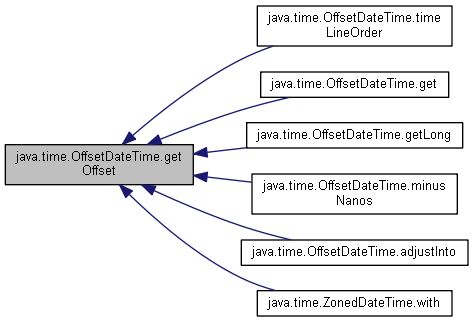 java.time.OffsetDateTime.time
LineOrder
java.time.OffsetDateTime.get
java.time.OffsetDateTime.getLong
java.time.OffsetDateTime.get
Offset
java.time.OffsetDateTime.minus
Nanos
java.time.OffsetDateTime.adjustInto
java.time.ZonedDateTime.with